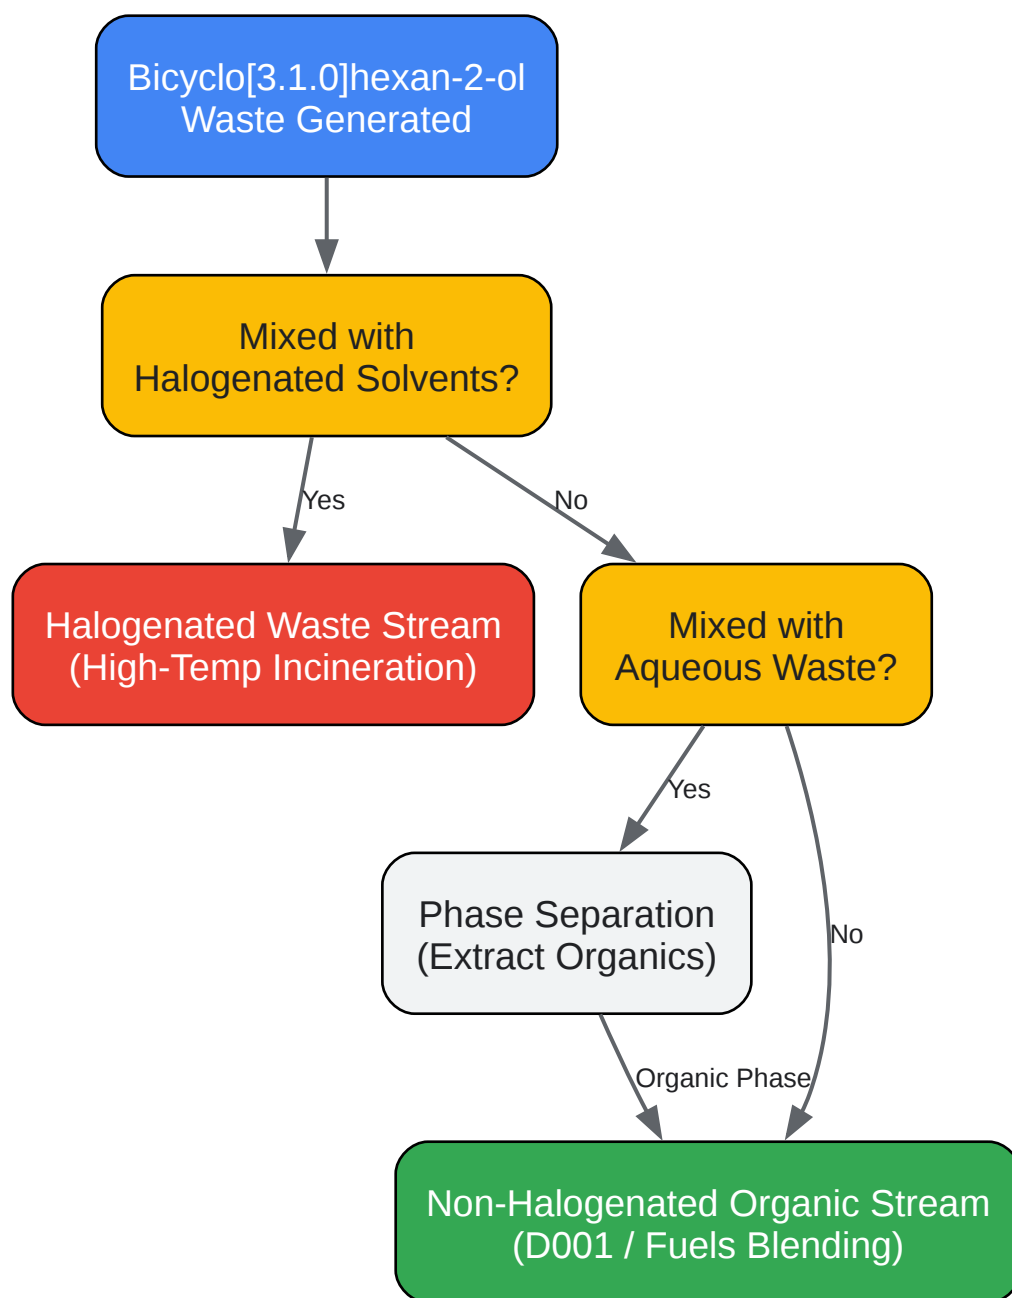 Bicyclo[3.1.0]hexan-2-ol
Waste Generated
Mixed with
Halogenated Solvents?
Yes
No
Halogenated Waste Stream
(High-Temp Incineration)
Mixed with
Aqueous Waste?
Yes
No
Phase Separation
(Extract Organics)
Organic Phase
Non-Halogenated Organic Stream
(D001 / Fuels Blending)